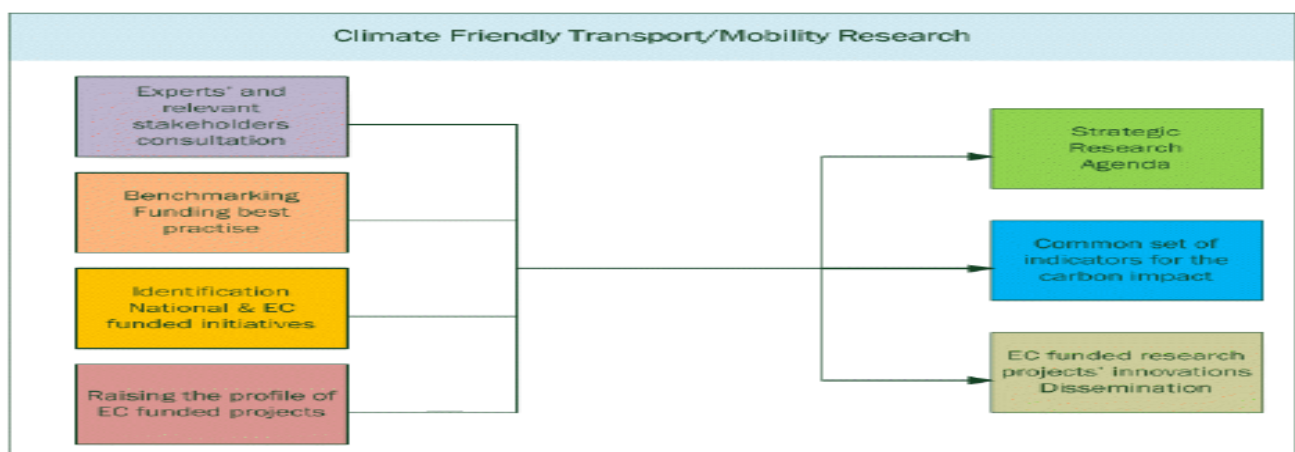 Climate Friendly Transport/Mobility Research
Experts' and
relevant
stakeholders
consultation
Benchmarking
Funding best
practise
Identification
National & EC
funded initiatives
Raising the profile of
EC funded projects
Strategic
Research
Agenda
Common set of
indicators for the
carbon impact
EC funded research
projects' innovations
Dissemination